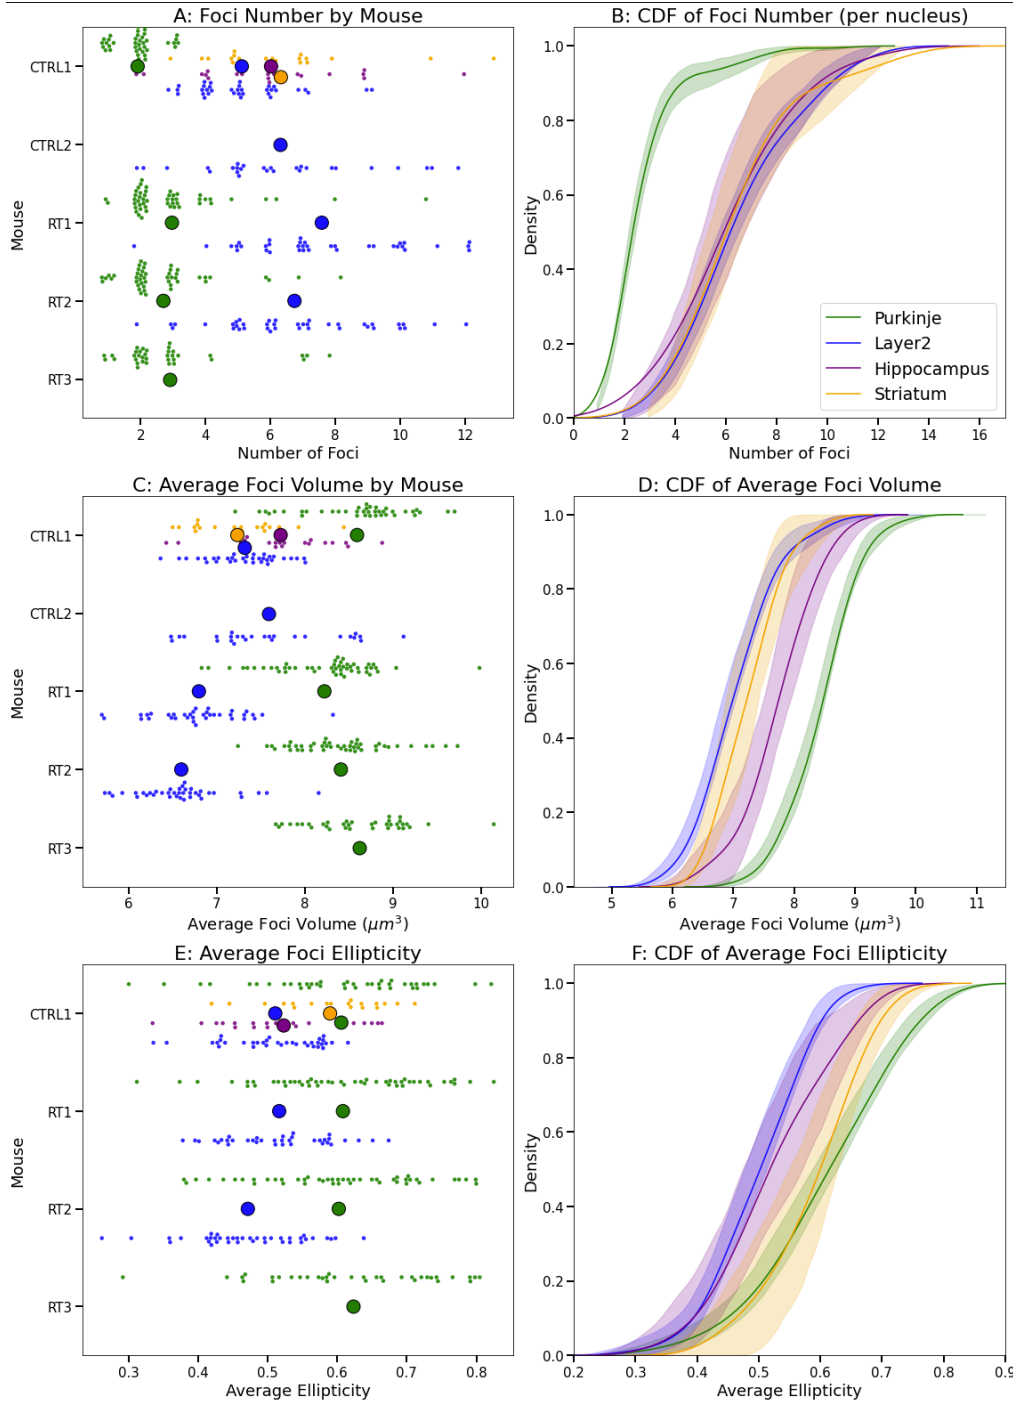 A: Foci Number by Mouse
Mouse
CTRL1
CTRL2
RT1
RT2
RT3
2 4 6 8 10 12
Number of Foci
B: CDF of Foci Number (per nucleus)
Density
1.0
0.8
0.6
0.4
0.2
0.0
Purkinje
Layer2
Hippocampus
Striatum
0 2 4 6 8 10 12 14 16
Number of Foci
C: Average Foci Volume by Mouse
Mouse
CTRL1
CTRL2
RT1
RT2
RT3
6 7 8 9 10
Average Foci Volume (μm³)
D: CDF of Average Foci Volume
Density
1.0
0.8
0.6
0.4
0.2
0.0
4 5 6 7 8 9 10 11
Average Foci Volume (μm³)
E: Average Foci Ellipticity
Mouse
CTRL1
RT1
RT2
RT3
0.3 0.4 0.5 0.6 0.7 0.8
Average Ellipticity
F: CDF of Average Foci Ellipticity
Density
1.0
0.8
0.6
0.4
0.2
0.0
0.2 0.3 0.4 0.5 0.6 0.7 0.8 0.9
Average Ellipticity